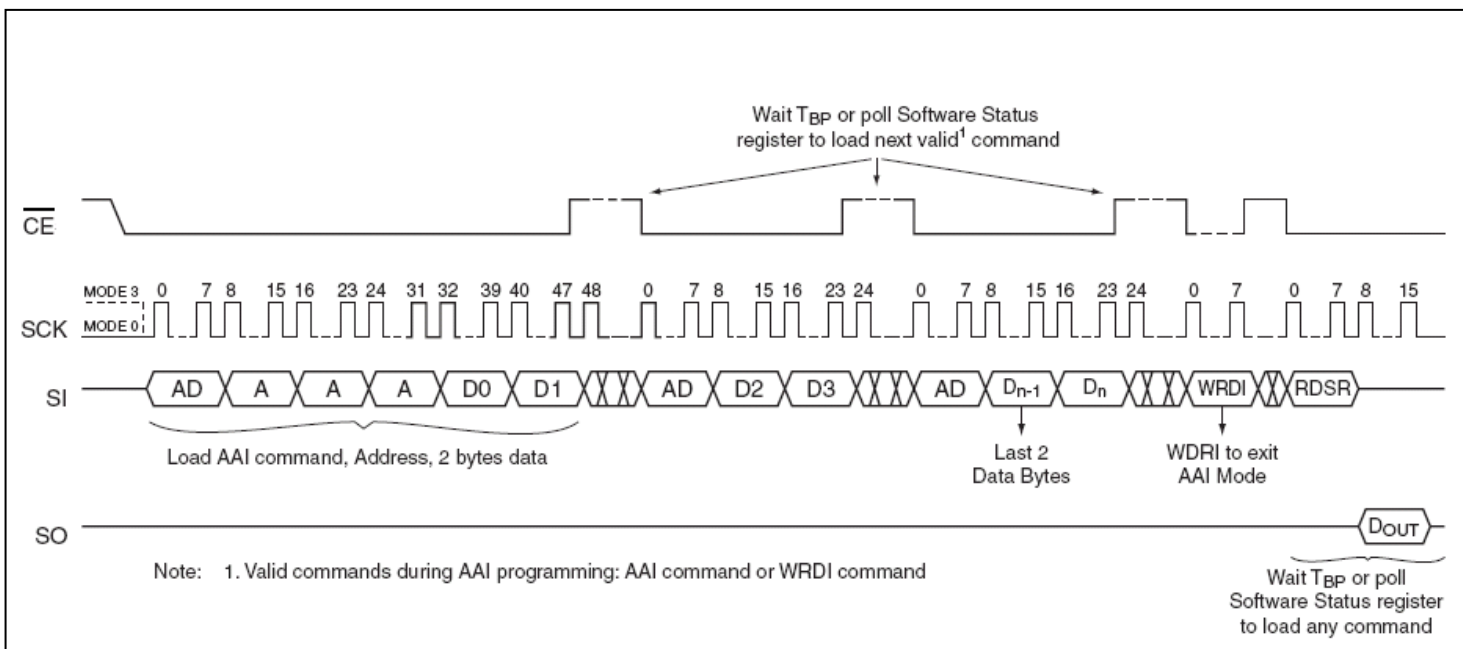 Wait TBP or poll Software Status
register to load next valid1 command
CE
MODE 3
MODE 0
SCK
0 7 8 15 16 23 24 31 32 39 40 47 48 0 7 8 15 16 23 24 0 7 8 15 16 23 24 0 7 0 7 8 15
SI
AD A A A D0 D1 AD D2 D3 AD Dn-1 Dn WRDI RDSR
Load AAI command, Address, 2 bytes data
Last 2
Data Bytes
WDRI to exit
AAI Mode
SO
DOUT
Note: 1. Valid commands during AAI programming: AAI command or WRDI command
Wait TBP or poll
Software Status register
to load any command